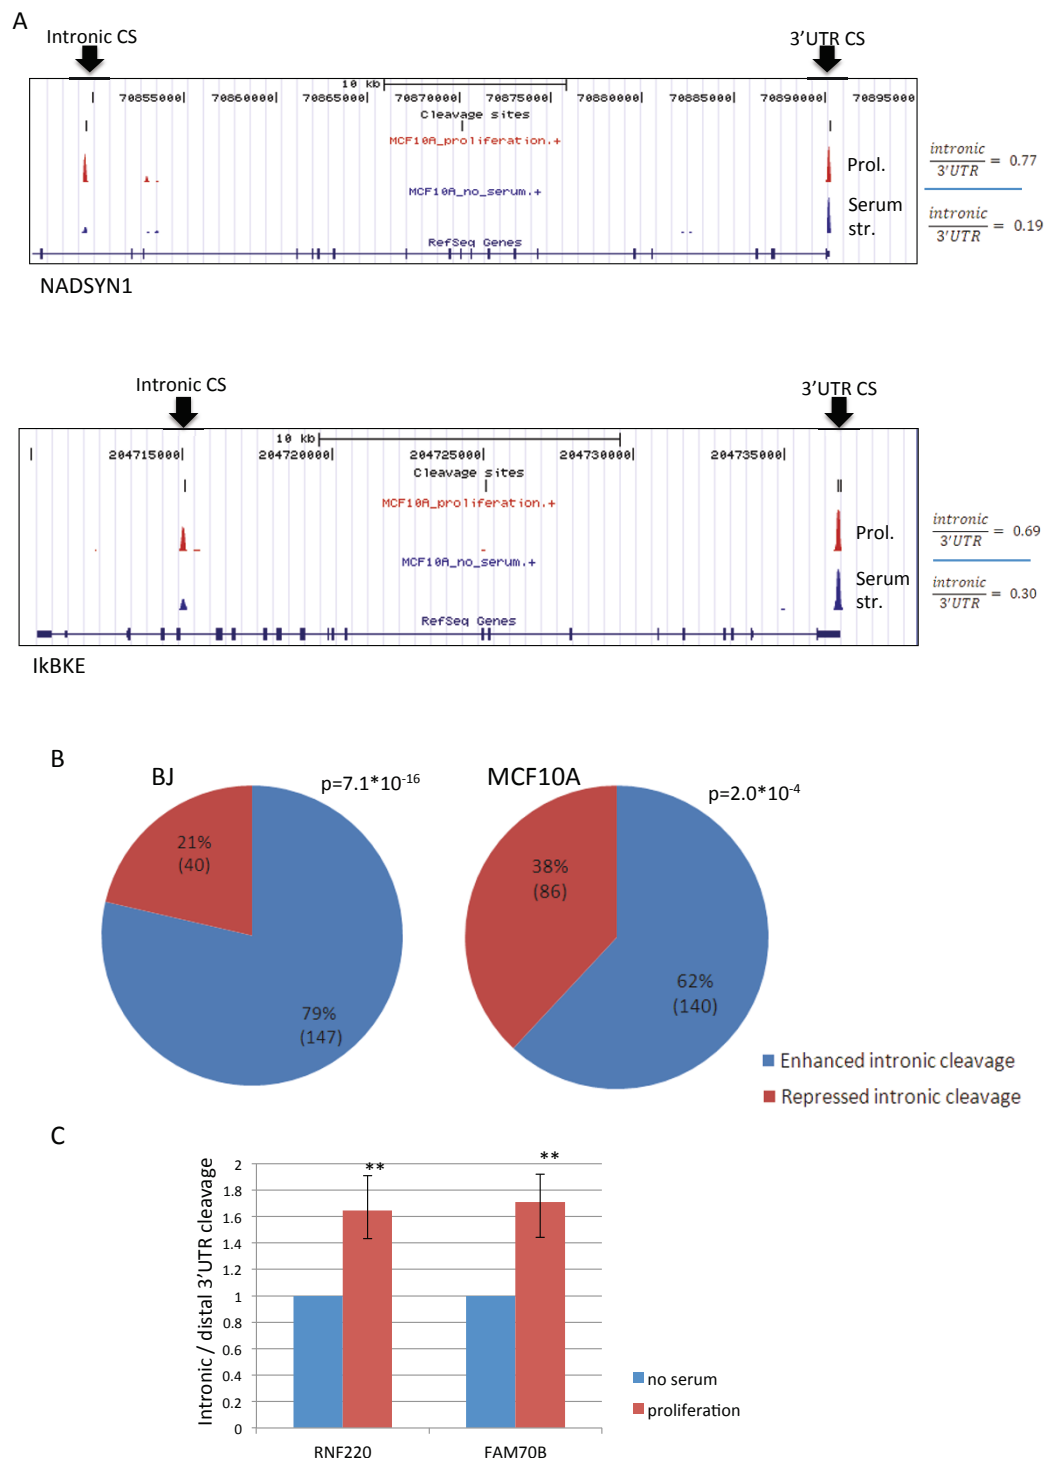 A
Intronic CS
3'UTR CS
10 kb
70855000| 70860000| 70865000| 70870000| 70875000| 70880000| 70885000| 70890000| 70895000
Cleavage sites
MCF10A_proliferation.+
Prol.
intronic/3'UTR = 0.77
MCF10A_no_serum.+
Serum str.
intronic/3'UTR = 0.19
RefSeq Genes
NADSYN1
Intronic CS
3'UTR CS
10 kb
204715000| 204720000| 204725000| 204730000| 204735000|
Cleavage sites
MCF10A_proliferation.+
Prol.
intronic/3'UTR = 0.69
MCF10A_no_serum.+
Serum str.
intronic/3'UTR = 0.30
RefSeq Genes
IkBKE
B
BJ
p=7.1*10-16
MCF10A
p=2.0*10-4
21%
(40)
79%
(147)
38%
(86)
62%
(140)
Enhanced intronic cleavage
Repressed intronic cleavage
C
Intronic / distal 3'UTR cleavage
2
1.8
1.6
1.4
1.2
1
0.8
0.6
0.4
0.2
0
**
**
RNF220
FAM70B
no serum
proliferation